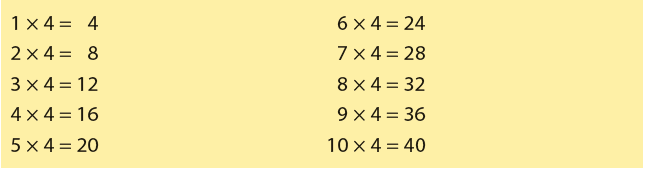 1 × 4 = 4
2 × 4 = 8
3 × 4 = 12
4 × 4 = 16
5 × 4 = 20
6 × 4 = 24
7 × 4 = 28
8 × 4 = 32
9 × 4 = 36
10 × 4 = 40